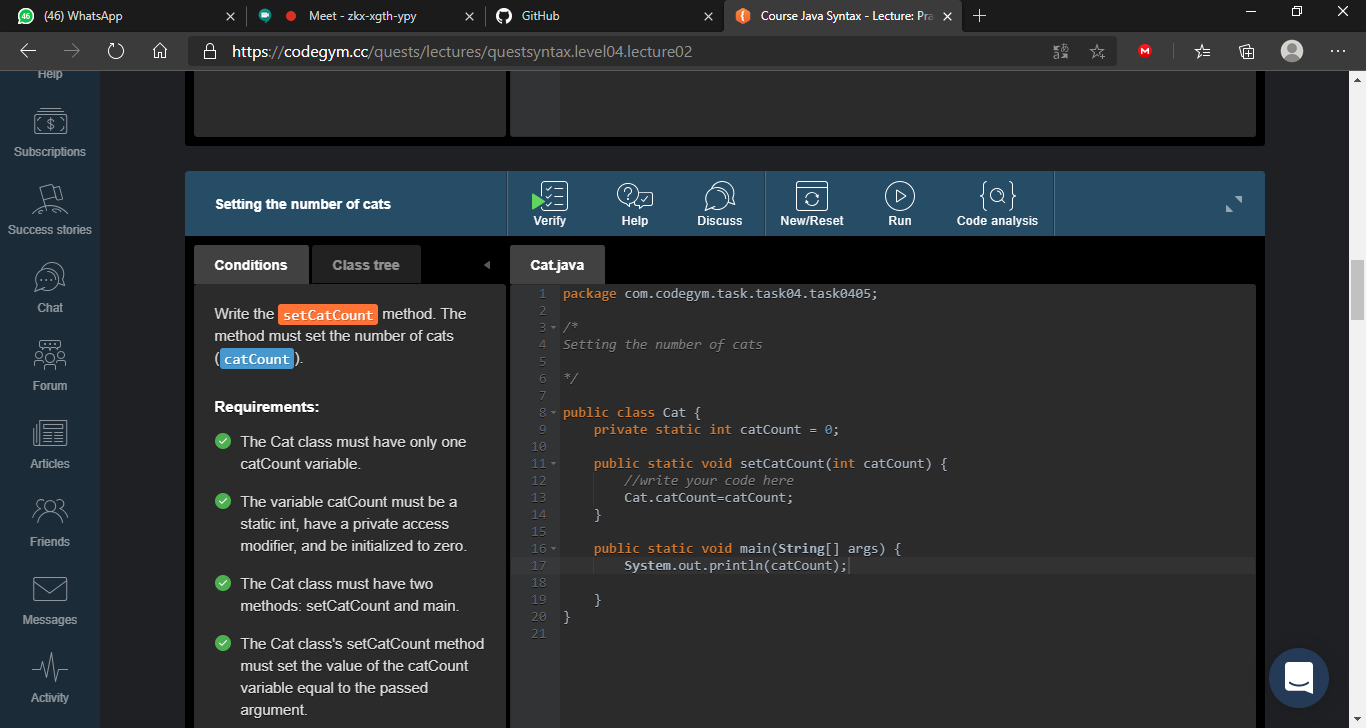 (46) WhatsApp
Meet - zkx-xgth-ypy
GitHub
Course Java Syntax - Lecture: Pra
https://codegym.cc/quests/lectures/questsyntax.level04.lecture02
Help
Subscriptions
Success stories
Chat
Forum
Articles
Friends
Messages
Activity
Setting the number of cats
Verify
Help
Discuss
New/Reset
Run
Code analysis
Conditions
Class tree
Write the setCatCount method. The
method must set the number of cats
(catCount).
Requirements:
The Cat class must have only one
catCount variable.
The variable catCount must be a
static int, have a private access
modifier, and be initialized to zero.
The Cat class must have two
methods: setCatCount and main.
The Cat class's setCatCount method
must set the value of the catCount
variable equal to the passed
argument.
Cat.java
1 package com.codegym.task.task04.task0405;
2
3 /*
4 Setting the number of cats
5
6 */
7
8 public class Cat {
9 private static int catCount = 0;
10
11 public static void setCatCount(int catCount) {
12 //write your code here
13 Cat.catCount=catCount;
14 }
15
16 public static void main(String[] args) {
17 System.out.println(catCount);
18
19 }
20 }
21